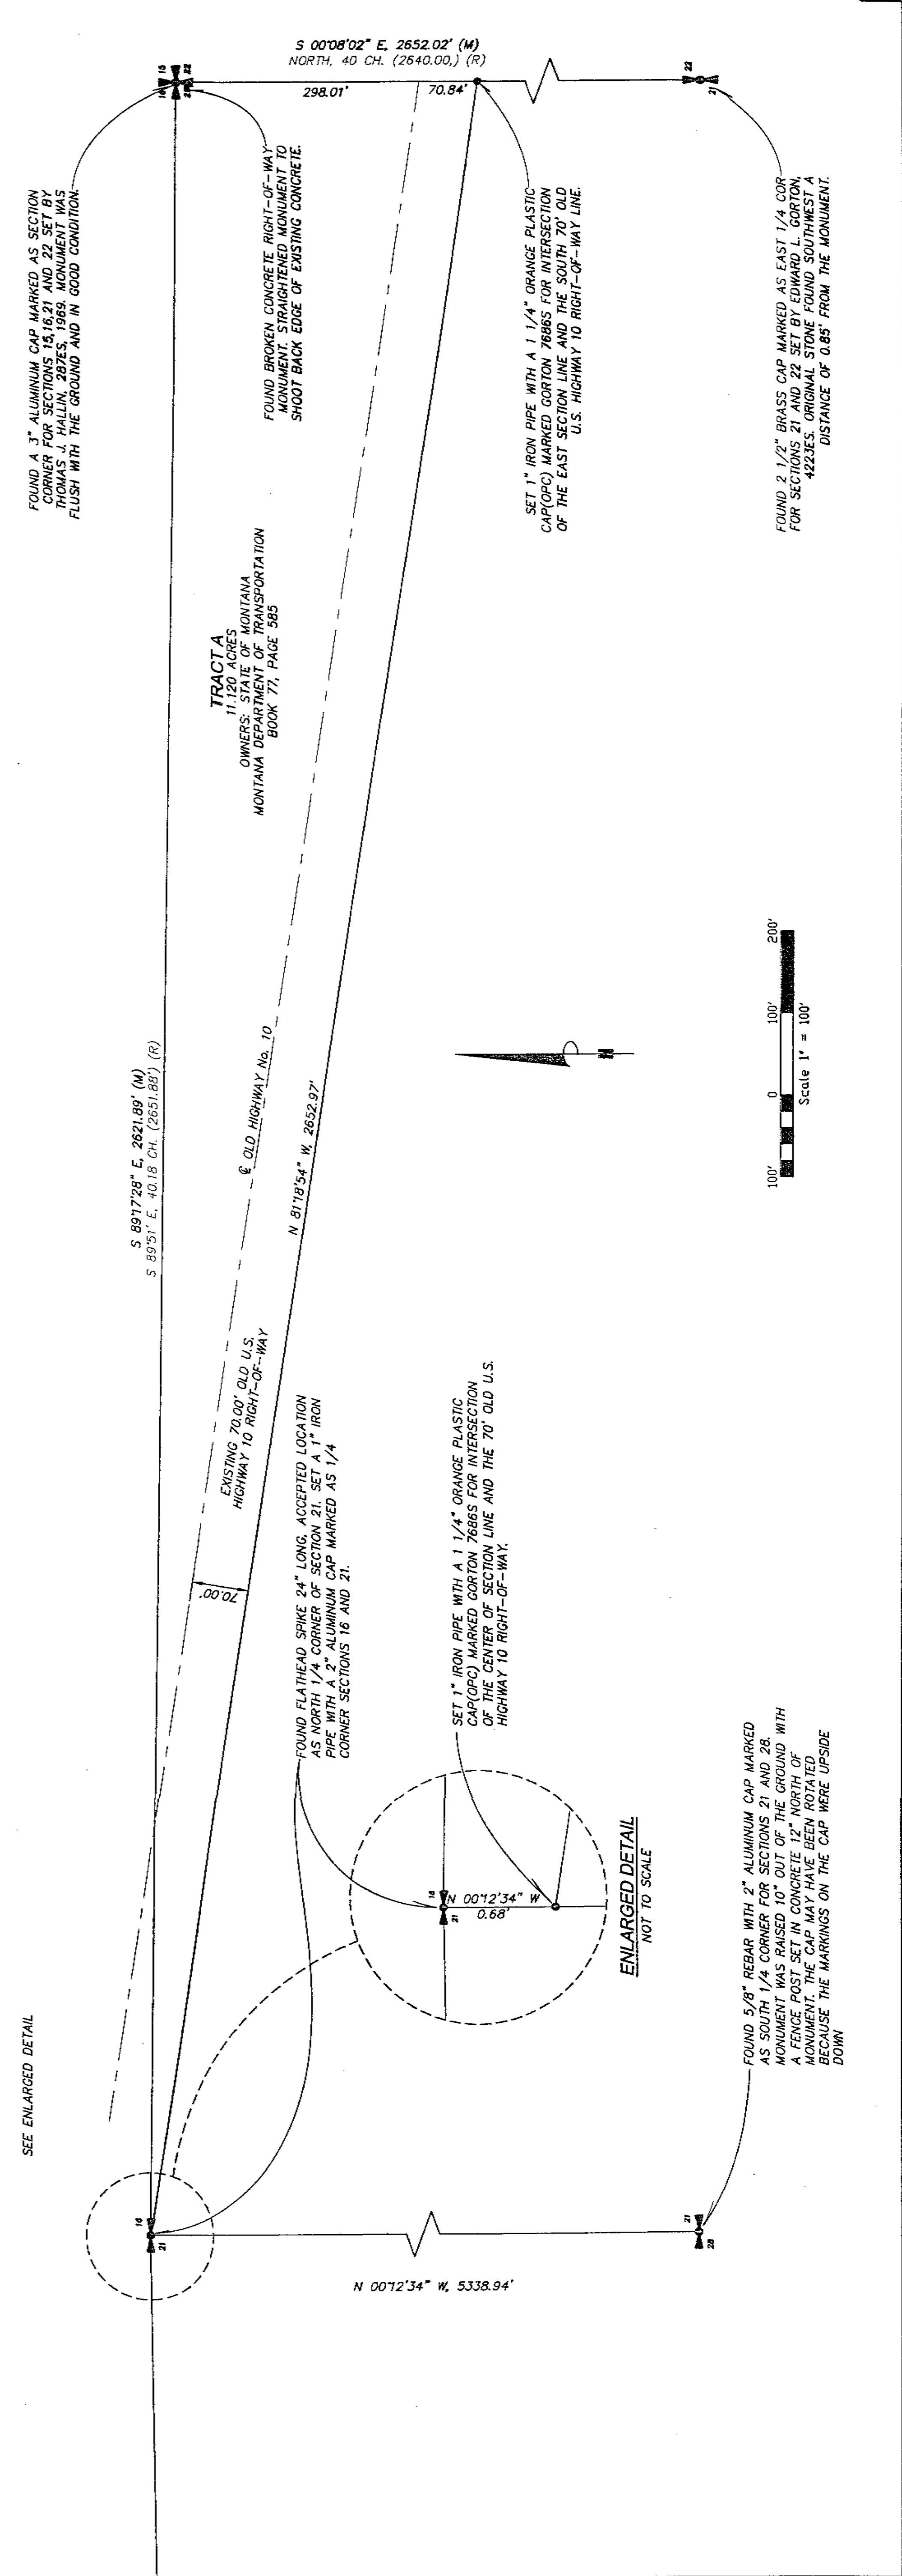 SEE ENLARGED DETAIL
S 89°17'28" E, 2621.89' (M)
S 89°51' E, 40.18 CH. (2651.88') (R)
FOUND A 3" ALUMINUM CAP MARKED AS SECTION
CORNER FOR SECTIONS 15,16,21 AND 22 SET BY
THOMAS J. HALLIN, 287ES, 1969. MONUMENT WAS
FLUSH WITH THE GROUND AND IN GOOD CONDITION.
16
15
21
22
S 00°08'02" E, 2652.02' (M)
NORTH, 40 CH. (2640.00,) (R)
298.01'
70.84'
FOUND BROKEN CONCRETE RIGHT-OF-WAY
MONUMENT. STRAIGHTENED MONUMENT TO
SHOOT BACK EDGE OF EXISTING CONCRETE.
TRACT A
11.120 ACRES
OWNERS: STATE OF MONTANA
MONTANA DEPARTMENT OF TRANSPORTATION
BOOK 77, PAGE 585
℄ OLD HIGHWAY No. 10
N 81°18'54" W, 2652.97'
EXISTING 70.00' OLD U.S.
HIGHWAY 10 RIGHT-OF-WAY
70.00'
16
21
FOUND FLATHEAD SPIKE 24" LONG, ACCEPTED LOCATION
AS NORTH 1/4 CORNER OF SECTION 21. SET A 1" IRON
PIPE WITH A 2" ALUMINUM CAP MARKED AS 1/4
CORNER SECTIONS 16 AND 21.
SET 1" IRON PIPE WITH A 1 1/4" ORANGE PLASTIC
CAP(OPC) MARKED GORTON 7686S FOR INTERSECTION
OF THE CENTER OF SECTION LINE AND THE 70' OLD U.S.
HIGHWAY 10 RIGHT-OF-WAY.
16
21
N 00°12'34" W
0.68'
ENLARGED DETAIL
NOT TO SCALE
SET 1" IRON PIPE WITH A 1 1/4" ORANGE PLASTIC
CAP(OPC) MARKED GORTON 7686S FOR INTERSECTION
OF THE EAST SECTION LINE AND THE SOUTH 70' OLD
U.S. HIGHWAY 10 RIGHT-OF-WAY LINE.
N 00°12'34" W, 5338.94'
21
28
FOUND 5/8" REBAR WITH 2" ALUMINUM CAP MARKED
AS SOUTH 1/4 CORNER FOR SECTIONS 21 AND 28.
MONUMENT WAS RAISED 10" OUT OF THE GROUND WITH
A FENCE POST SET IN CONCRETE 12" NORTH OF
MONUMENT. THE CAP MAY HAVE BEEN ROTATED
BECAUSE THE MARKINGS ON THE CAP WERE UPSIDE
DOWN
100'
0
100'
200'
Scale 1" = 100'
21
22
FOUND 2 1/2" BRASS CAP MARKED AS EAST 1/4 COR
FOR SECTIONS 21 AND 22 SET BY EDWARD L. GORTON,
4223ES. ORIGINAL STONE FOUND SOUTHWEST A
DISTANCE OF 0.85' FROM THE MONUMENT.